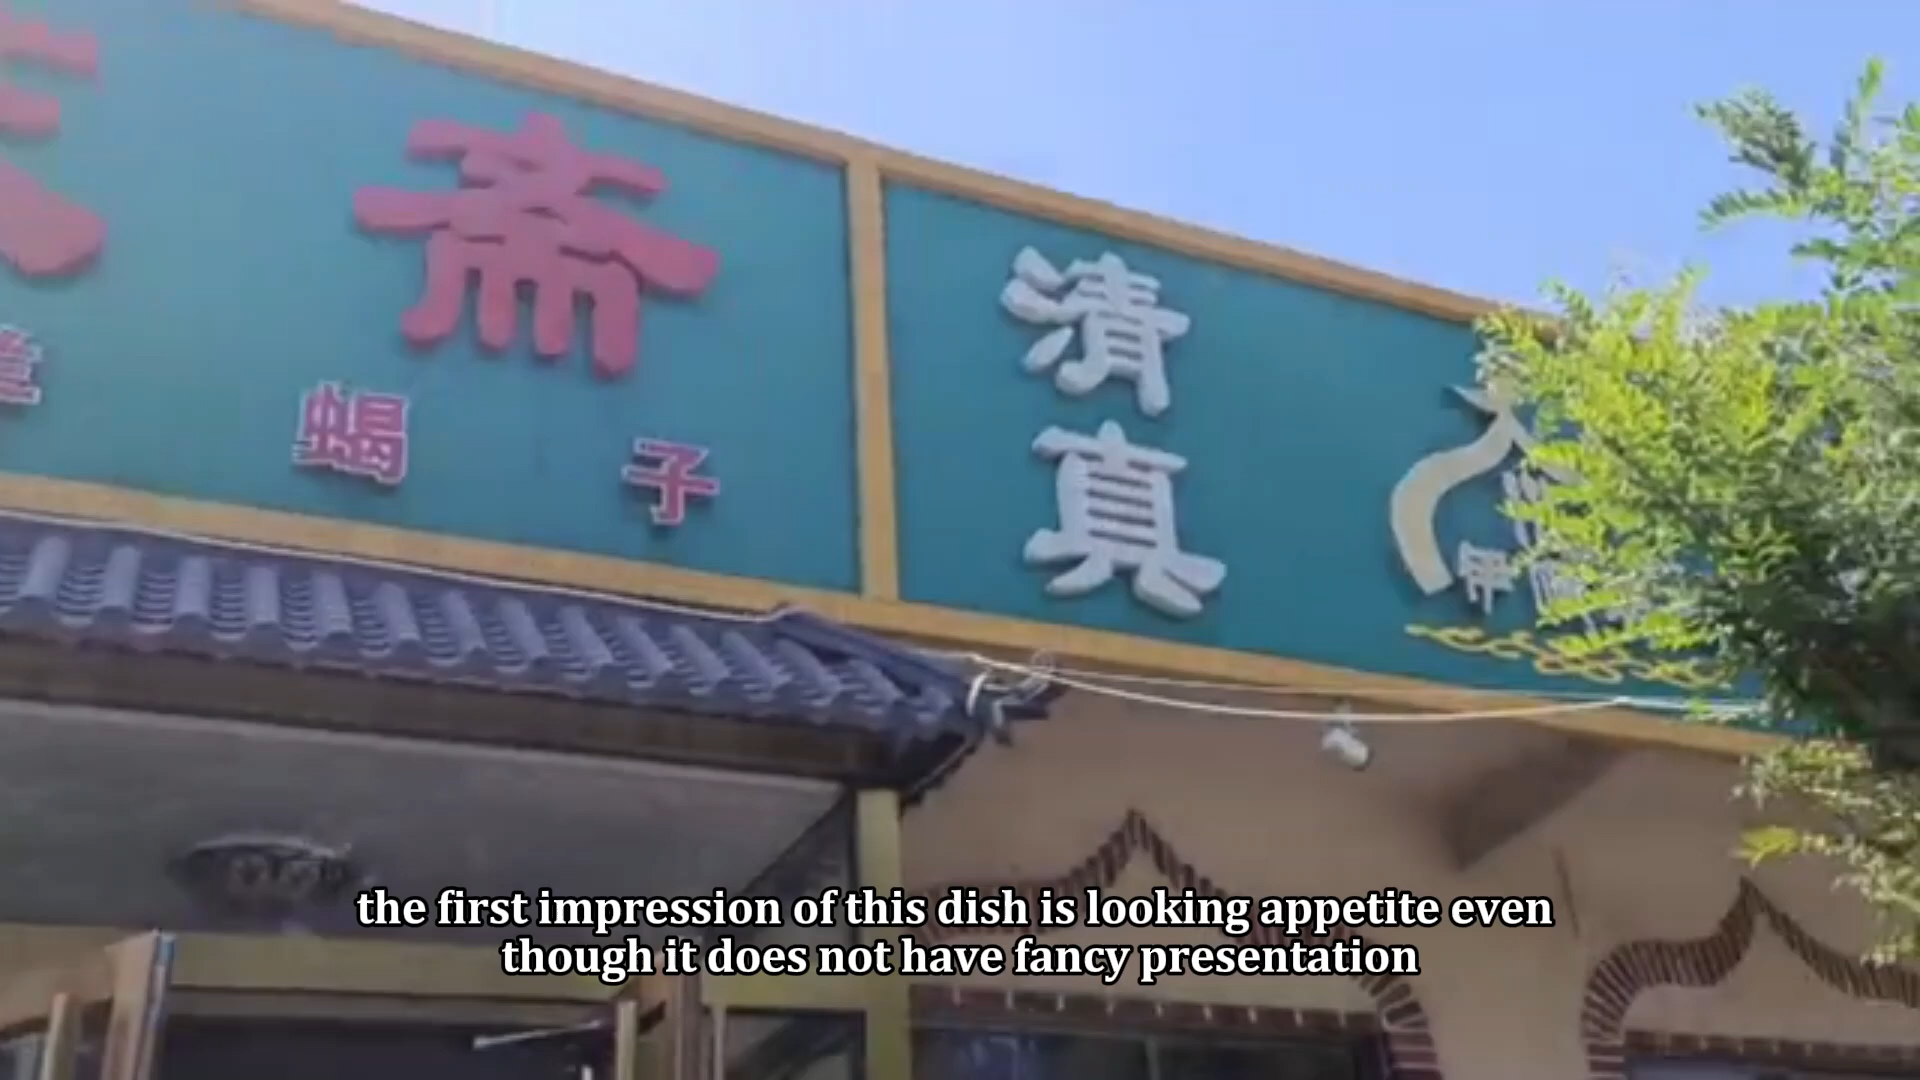 斋
蝎子
清真
the first impression of this dish is looking appetite even
though it does not have fancy presentation